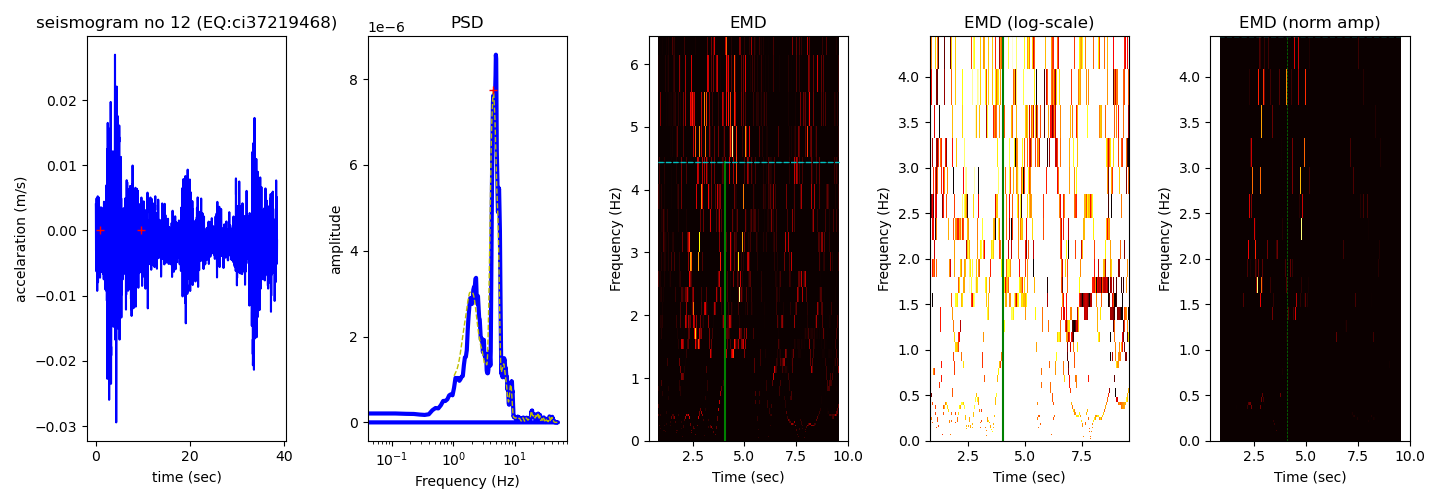 seismogram no 12 (EQ:ci37219468)
accelaration (m/s)
0.02
0.01
0.00
−0.01
−0.02
−0.03
0 20 40
time (sec)
PSD
1e−6
amplitude
8
6
4
2
0
10−1 100 101
Frequency (Hz)
EMD
Frequency (Hz)
6
5
4
3
2
1
0
2.5 5.0 7.5 10.0
Time (sec)
EMD (log-scale)
Frequency (Hz)
4.0
3.5
3.0
2.5
2.0
1.5
1.0
0.5
0.0
2.5 5.0 7.5
Time (sec)
EMD (norm amp)
Frequency (Hz)
4.0
3.5
3.0
2.5
2.0
1.5
1.0
0.5
0.0
2.5 5.0 7.5 10.0
Time (sec)